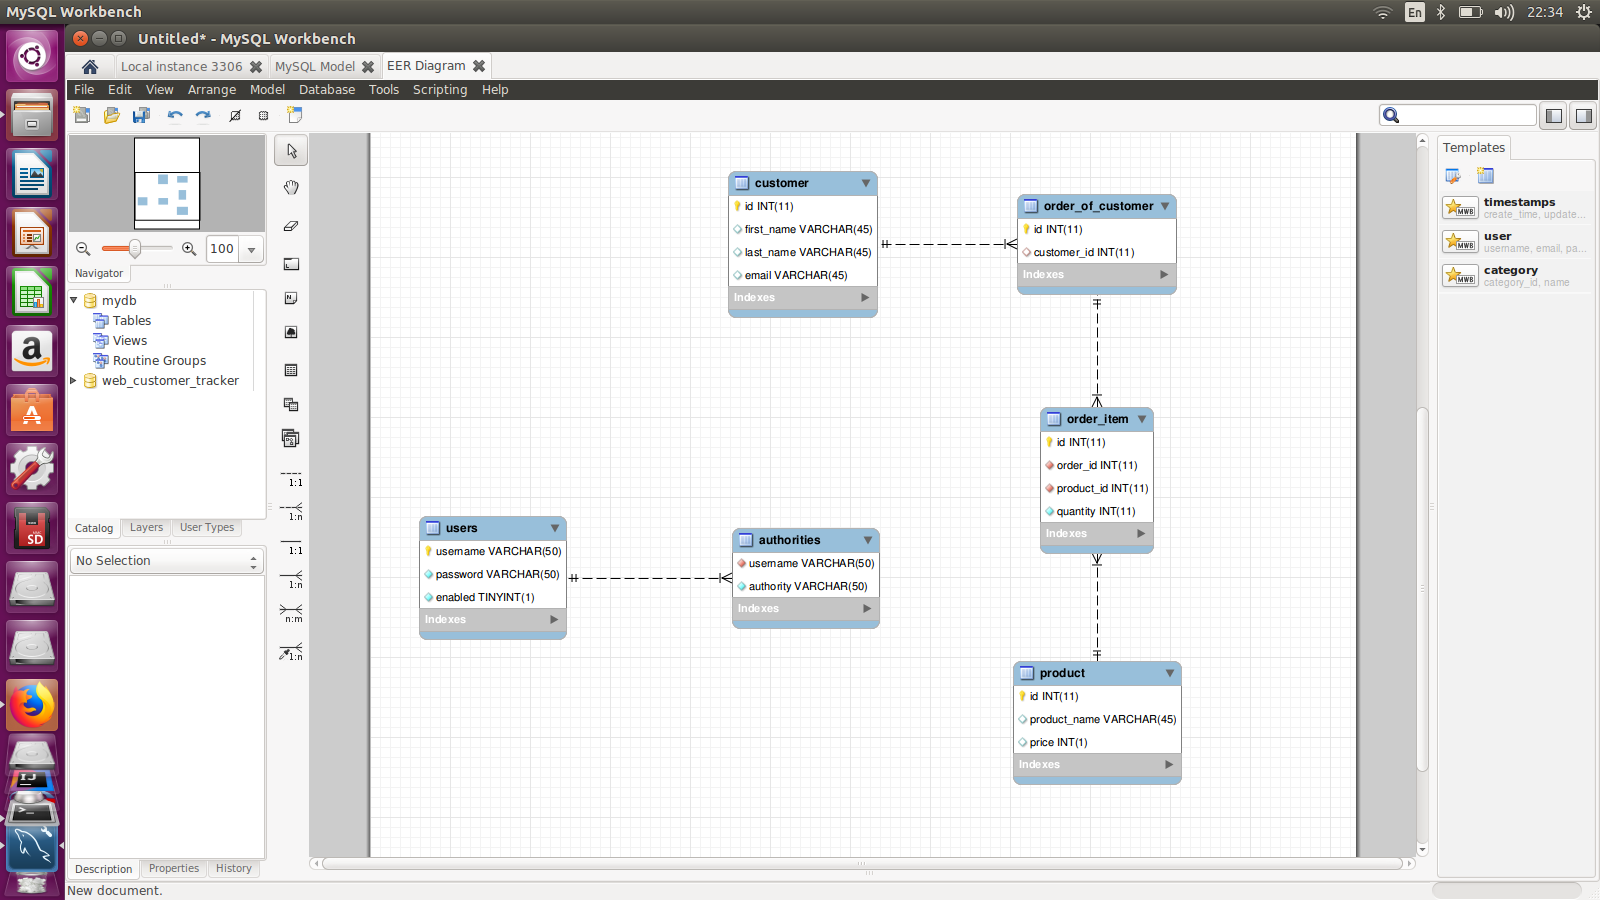 MySQL Workbench
En
22:34
Untitled* - MySQL Workbench
Local instance 3306
MySQL Model
EER Diagram
File Edit View Arrange Model Database Tools Scripting Help
100
Navigator
mydb
Tables
Views
Routine Groups
web_customer_tracker
Catalog Layers User Types
No Selection
Description Properties History
New document.
1:1
1:n
1:1
1:n
n:m
1:n
customer
id INT(11)
first_name VARCHAR(45)
last_name VARCHAR(45)
email VARCHAR(45)
Indexes
order_of_customer
id INT(11)
customer_id INT(11)
Indexes
order_item
id INT(11)
order_id INT(11)
product_id INT(11)
quantity INT(11)
Indexes
users
username VARCHAR(50)
password VARCHAR(50)
enabled TINYINT(1)
Indexes
authorities
username VARCHAR(50)
authority VARCHAR(50)
Indexes
product
id INT(11)
product_name VARCHAR(45)
price INT(1)
Indexes
Templates
MWB
timestamps
create_time, update...
MWB
user
username, email, pa...
MWB
category
category_id, name
a
SD
IJ